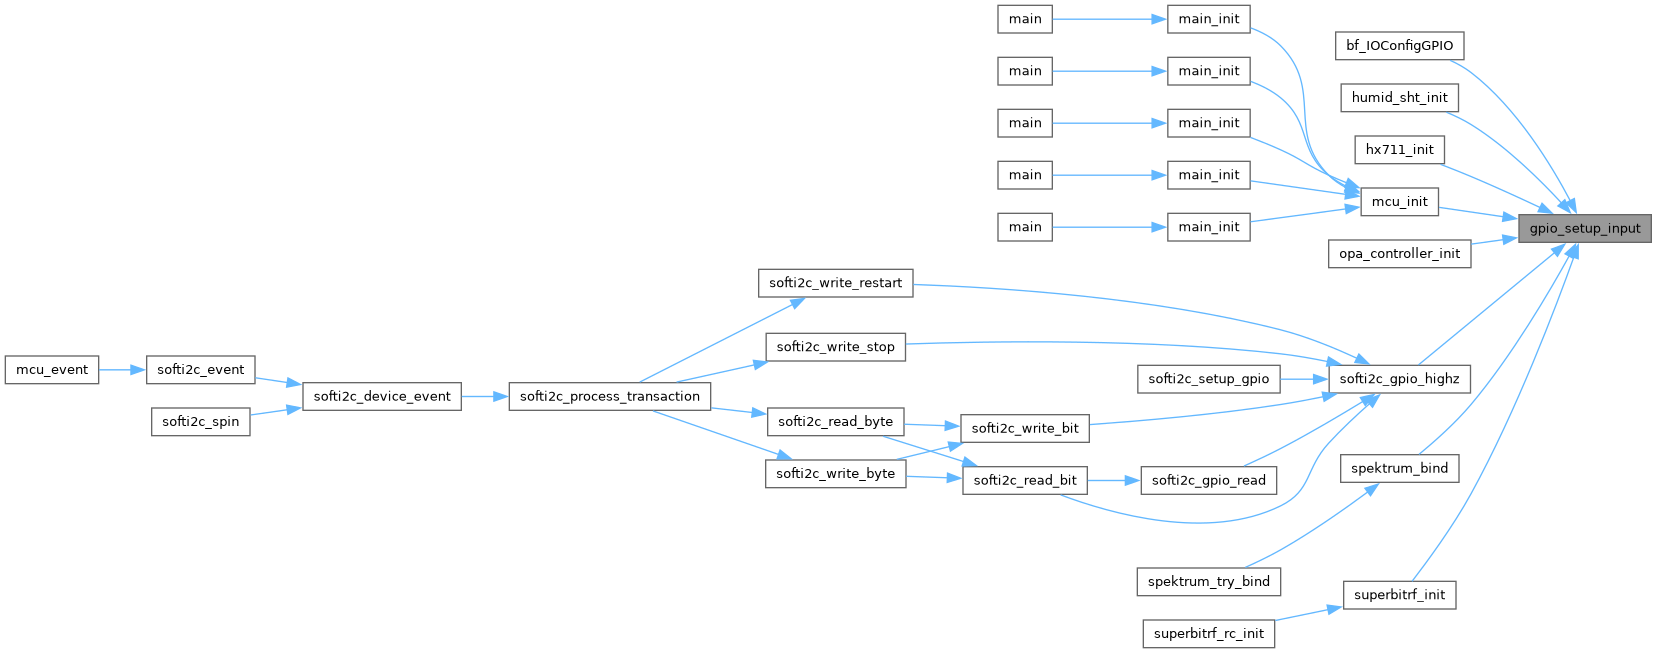 main
main_init
bf_IOConfigGPIO
main
main_init
humid_sht_init
main
main_init
hx711_init
main
main_init
mcu_init
main
main_init
gpio_setup_input
opa_controller_init
softi2c_write_restart
softi2c_write_stop
mcu_event
softi2c_event
softi2c_setup_gpio
softi2c_gpio_highz
softi2c_device_event
softi2c_process_transaction
softi2c_spin
softi2c_read_byte
softi2c_write_bit
softi2c_write_byte
softi2c_read_bit
softi2c_gpio_read
spektrum_bind
spektrum_try_bind
superbitrf_init
superbitrf_rc_init